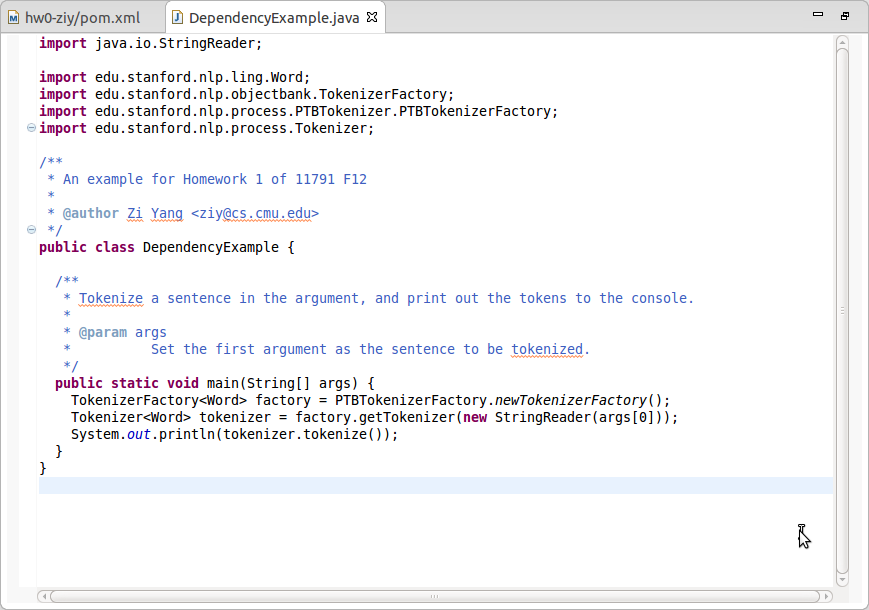 hw0-ziy/pom.xml DependencyExample.java
import java.io.StringReader;
import edu.stanford.nlp.ling.Word;
import edu.stanford.nlp.objectbank.TokenizerFactory;
import edu.stanford.nlp.process.PTBTokenizer.PTBTokenizerFactory;
import edu.stanford.nlp.process.Tokenizer;
/**
 * An example for Homework 1 of 11791 F12
 *
 * @author Zi Yang <ziy@cs.cmu.edu>
 */
public class DependencyExample {
  /**
   * Tokenize a sentence in the argument, and print out the tokens to the console.
   *
   * @param args
   *          Set the first argument as the sentence to be tokenized.
   */
  public static void main(String[] args) {
    TokenizerFactory<Word> factory = PTBTokenizerFactory.newTokenizerFactory();
    Tokenizer<Word> tokenizer = factory.getTokenizer(new StringReader(args[0]));
    System.out.println(tokenizer.tokenize());
  }
}